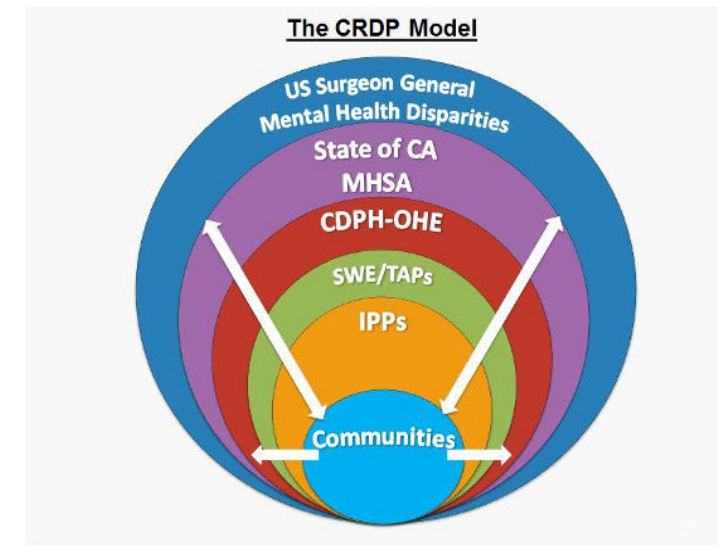 The CRDP Model
US Surgeon General
Mental Health Disparities
State of CA
MHSA
CDPH-OHE
SWE/TAPs
IPPs
Communities